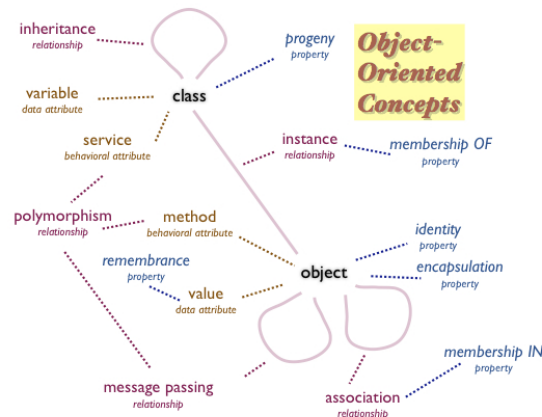 inheritance
relationship
progeny
property
Object-
Oriented
Concepts
variable
data attribute
class
service
behavioral attribute
instance
relationship
membership OF
property
polymorphism
relationship
method
behavioral attribute
identity
property
remembrance
property
object
encapsulation
property
value
data attribute
membership IN
property
message passing
relationship
association
relationship